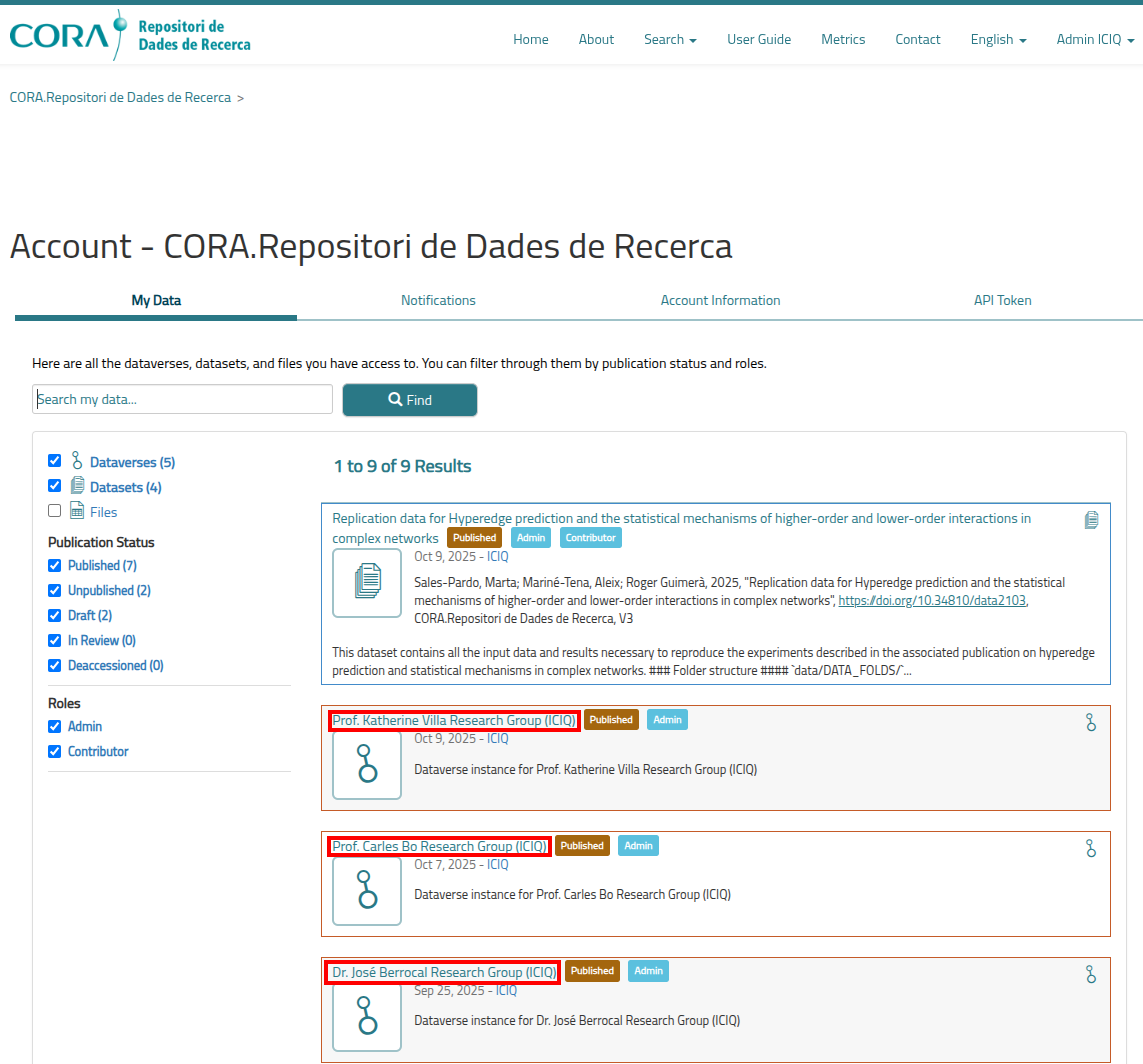 CORA Repositori de
Dades de Recerca
Home About Search User Guide Metrics Contact English Admin ICIQ
CORA.Repositori de Dades de Recerca >
Account - CORA.Repositori de Dades de Recerca
My Data Notifications Account Information API Token
Here are all the dataverses, datasets, and files you have access to. You can filter through them by publication status and roles.
Search my data... Find
Dataverses (5)
Datasets (4)
Files
Publication Status
Published (7)
Unpublished (2)
Draft (2)
In Review (0)
Deaccessioned (0)
Roles
Admin
Contributor
1 to 9 of 9 Results
Replication data for Hyperedge prediction and the statistical mechanisms of higher-order and lower-order interactions in
complex networks Published Admin Contributor
Oct 9, 2025 - ICIQ
Sales-Pardo, Marta; Mariné-Tena, Aleix; Roger Guimerà, 2025, "Replication data for Hyperedge prediction and the statistical
mechanisms of higher-order and lower-order interactions in complex networks", https://doi.org/10.34810/data2103,
CORA.Repositori de Dades de Recerca, V3
This dataset contains all the input data and results necessary to reproduce the experiments described in the associated publication on hyperedge
prediction and statistical mechanisms in complex networks. ### Folder structure #### `data/DATA_FOLDS/`...
Prof. Katherine Villa Research Group (ICIQ) Published Admin
Oct 9, 2025 - ICIQ
Dataverse instance for Prof. Katherine Villa Research Group (ICIQ)
Prof. Carles Bo Research Group (ICIQ) Published Admin
Oct 7, 2025 - ICIQ
Dataverse instance for Prof. Carles Bo Research Group (ICIQ)
Dr. José Berrocal Research Group (ICIQ) Published Admin
Sep 25, 2025 - ICIQ
Dataverse instance for Dr. José Berrocal Research Group (ICIQ)